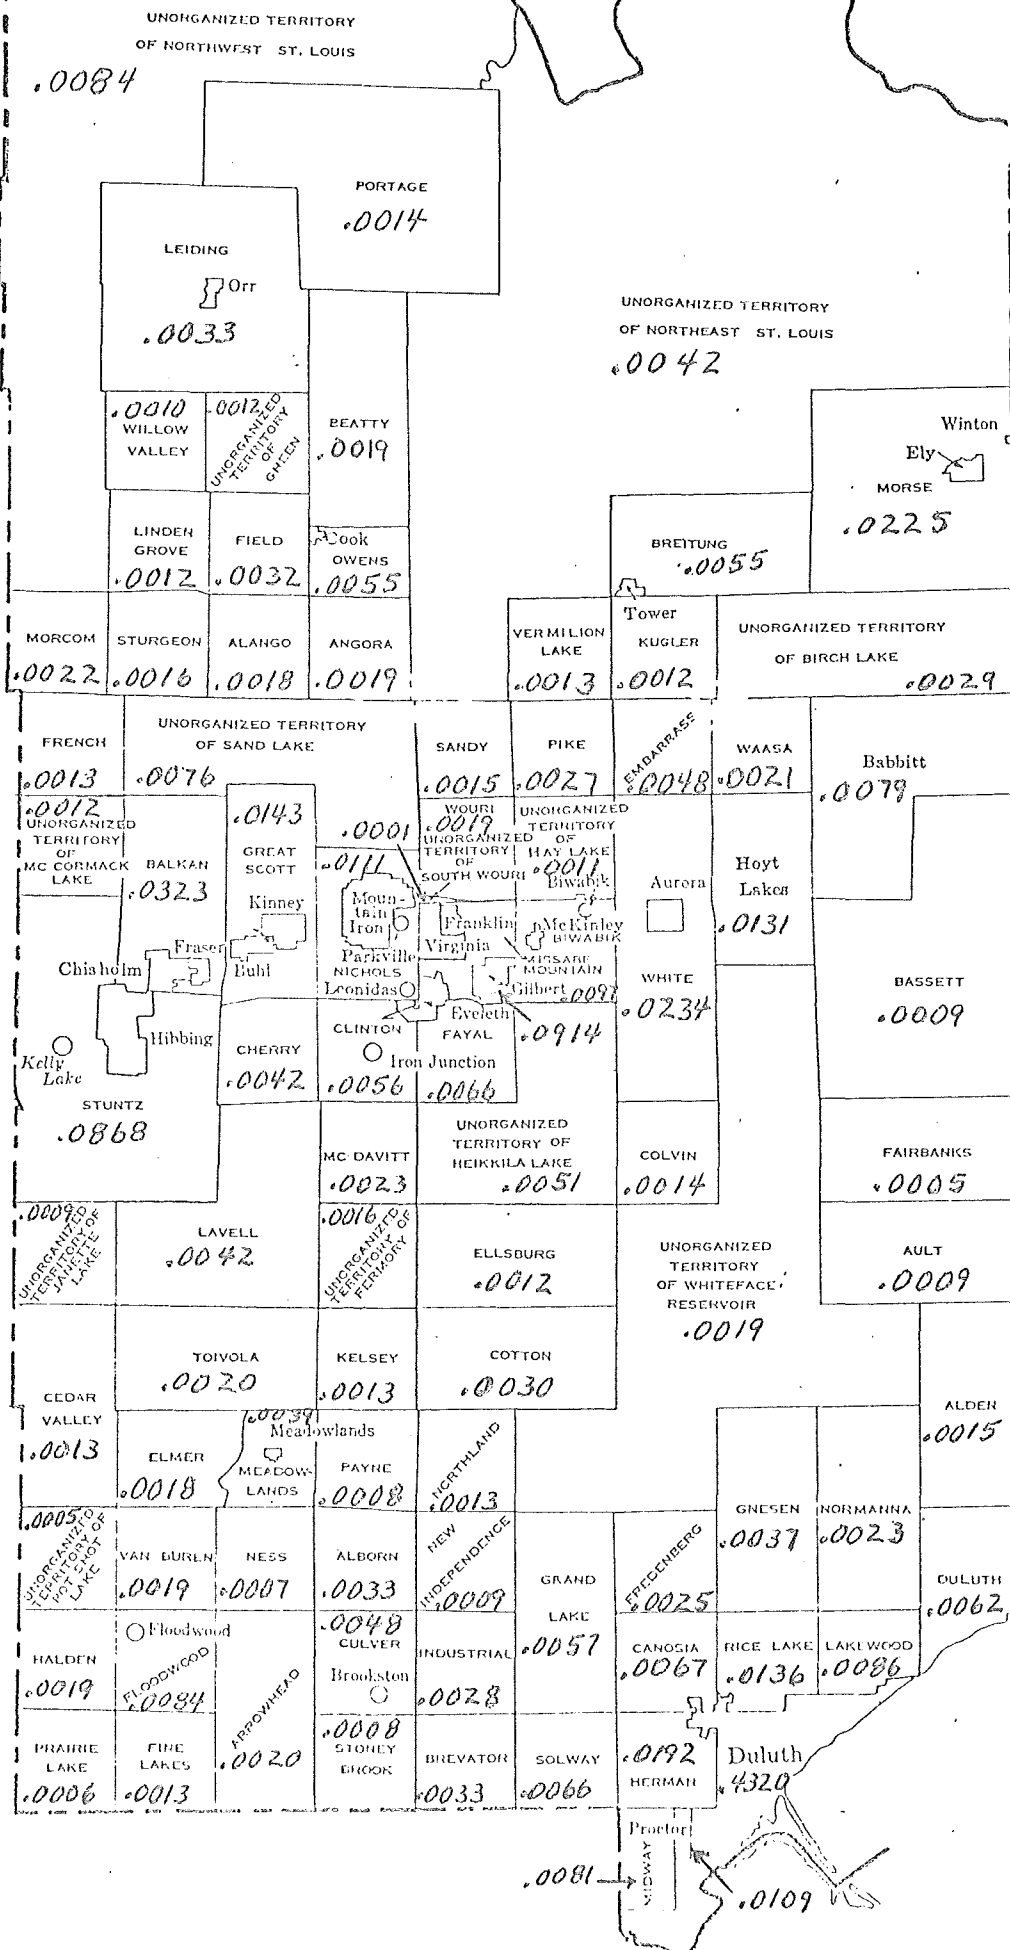 UNORGANIZED TERRITORY
OF NORTHWEST ST. LOUIS
.0084
PORTAGE
.0014
LEIDING
Orr
.0033
UNORGANIZED TERRITORY
OF NORTHEAST ST. LOUIS
.0042
.0010
WILLOW
VALLEY
.0012
UNORGANIZED
TERRITORY
OF
GREEN
BEATTY
.0019
Winton
Ely
MORSE
.0225
LINDEN
GROVE
.0012
FIELD
.0032
Cook
OWENS
.0055
BREITUNG
.0055
MORCOM
.0022
STURGEON
.0016
ALANGO
.0018
ANGORA
.0019
VERMILION
LAKE
.0013
Tower
KUGLER
.0012
UNORGANIZED TERRITORY
OF BIRCH LAKE
.0029
FRENCH
.0013
UNORGANIZED TERRITORY
OF SAND LAKE
.0076
SANDY
.0015
PIKE
.0027
EMBARRASS
.0048
WAASA
.0021
Babbitt
.0079
.0012
UNORGANIZED
TERRITORY
OF
MC CORMACK
LAKE
BALKAN
.0323
.0143
GREAT
SCOTT
Kinney
Buhl
.0001
.0111
Moun-
tain
Iron
Parkville
NICHOLS
Leonidas
WOURI
.0019
UNORGANIZED
TERRITORY
OF
SOUTH WOURI
Franklin
Virginia
UNORGANIZED
TERRITORY
OF
HAY LAKE
.0011
Biwabik
McKinley
BIWABIK
MISSABE
MOUNTAIN
Gilbert
.0097
.0914
Aurora
WHITE
.0234
Hoyt
Lakes
.0131
BASSETT
.0009
Chisholm
Fraser
Hibbing
Kelly
Lake
STUNTZ
.0868
CHERRY
.0042
CLINTON
Iron Junction
.0056
Eveleth
FAYAL
.0066
MC DAVITT
.0023
UNORGANIZED
TERRITORY OF
HEIKKILA LAKE
.0051
COLVIN
.0014
FAIRBANKS
.0005
.0009
UNORGANIZED
TERRITORY OF
JANETTE
LAKE
LAVELL
.0042
.0016
UNORGANIZED
TERRITORY OF
FERMORY
ELLSBURG
.0012
UNORGANIZED
TERRITORY
OF WHITEFACE
RESERVOIR
.0019
AULT
.0009
CEDAR
VALLEY
.0013
TOIVOLA
.0020
KELSEY
.0013
COTTON
.0030
ALDEN
.0015
ELMER
.0018
.0039
Meadowlands
MEADOW-
LANDS
PAYNE
.0008
NORTHLAND
.0013
GNESEN
.0037
NORMANNA
.0023
.0005
UNORGANIZED
TERRITORY OF
POT SHOT
LAKE
VAN BUREN
.0019
NESS
.0007
ALBORN
.0033
NEW
INDEPENDENCE
.0009
GRAND
LAKE
.0057
FREDENBERG
.0025
DULUTH
.0062
HALDEN
.0019
Floodwood
FLOODWOOD
.0084
ARROWHEAD
.0020
.0048
CULVER
Brookston
INDUSTRIAL
.0028
CANOSIA
.0067
RICE LAKE
.0136
LAKEWOOD
.0086
PRAIRIE
LAKE
.0006
FINE
LAKES
.0013
.0008
STONEY
BROOK
BREVATOR
.0033
SOLWAY
.0066
.0192
HERMAN
Duluth
.4320
Proctor
.0081
MIDWAY
.0109